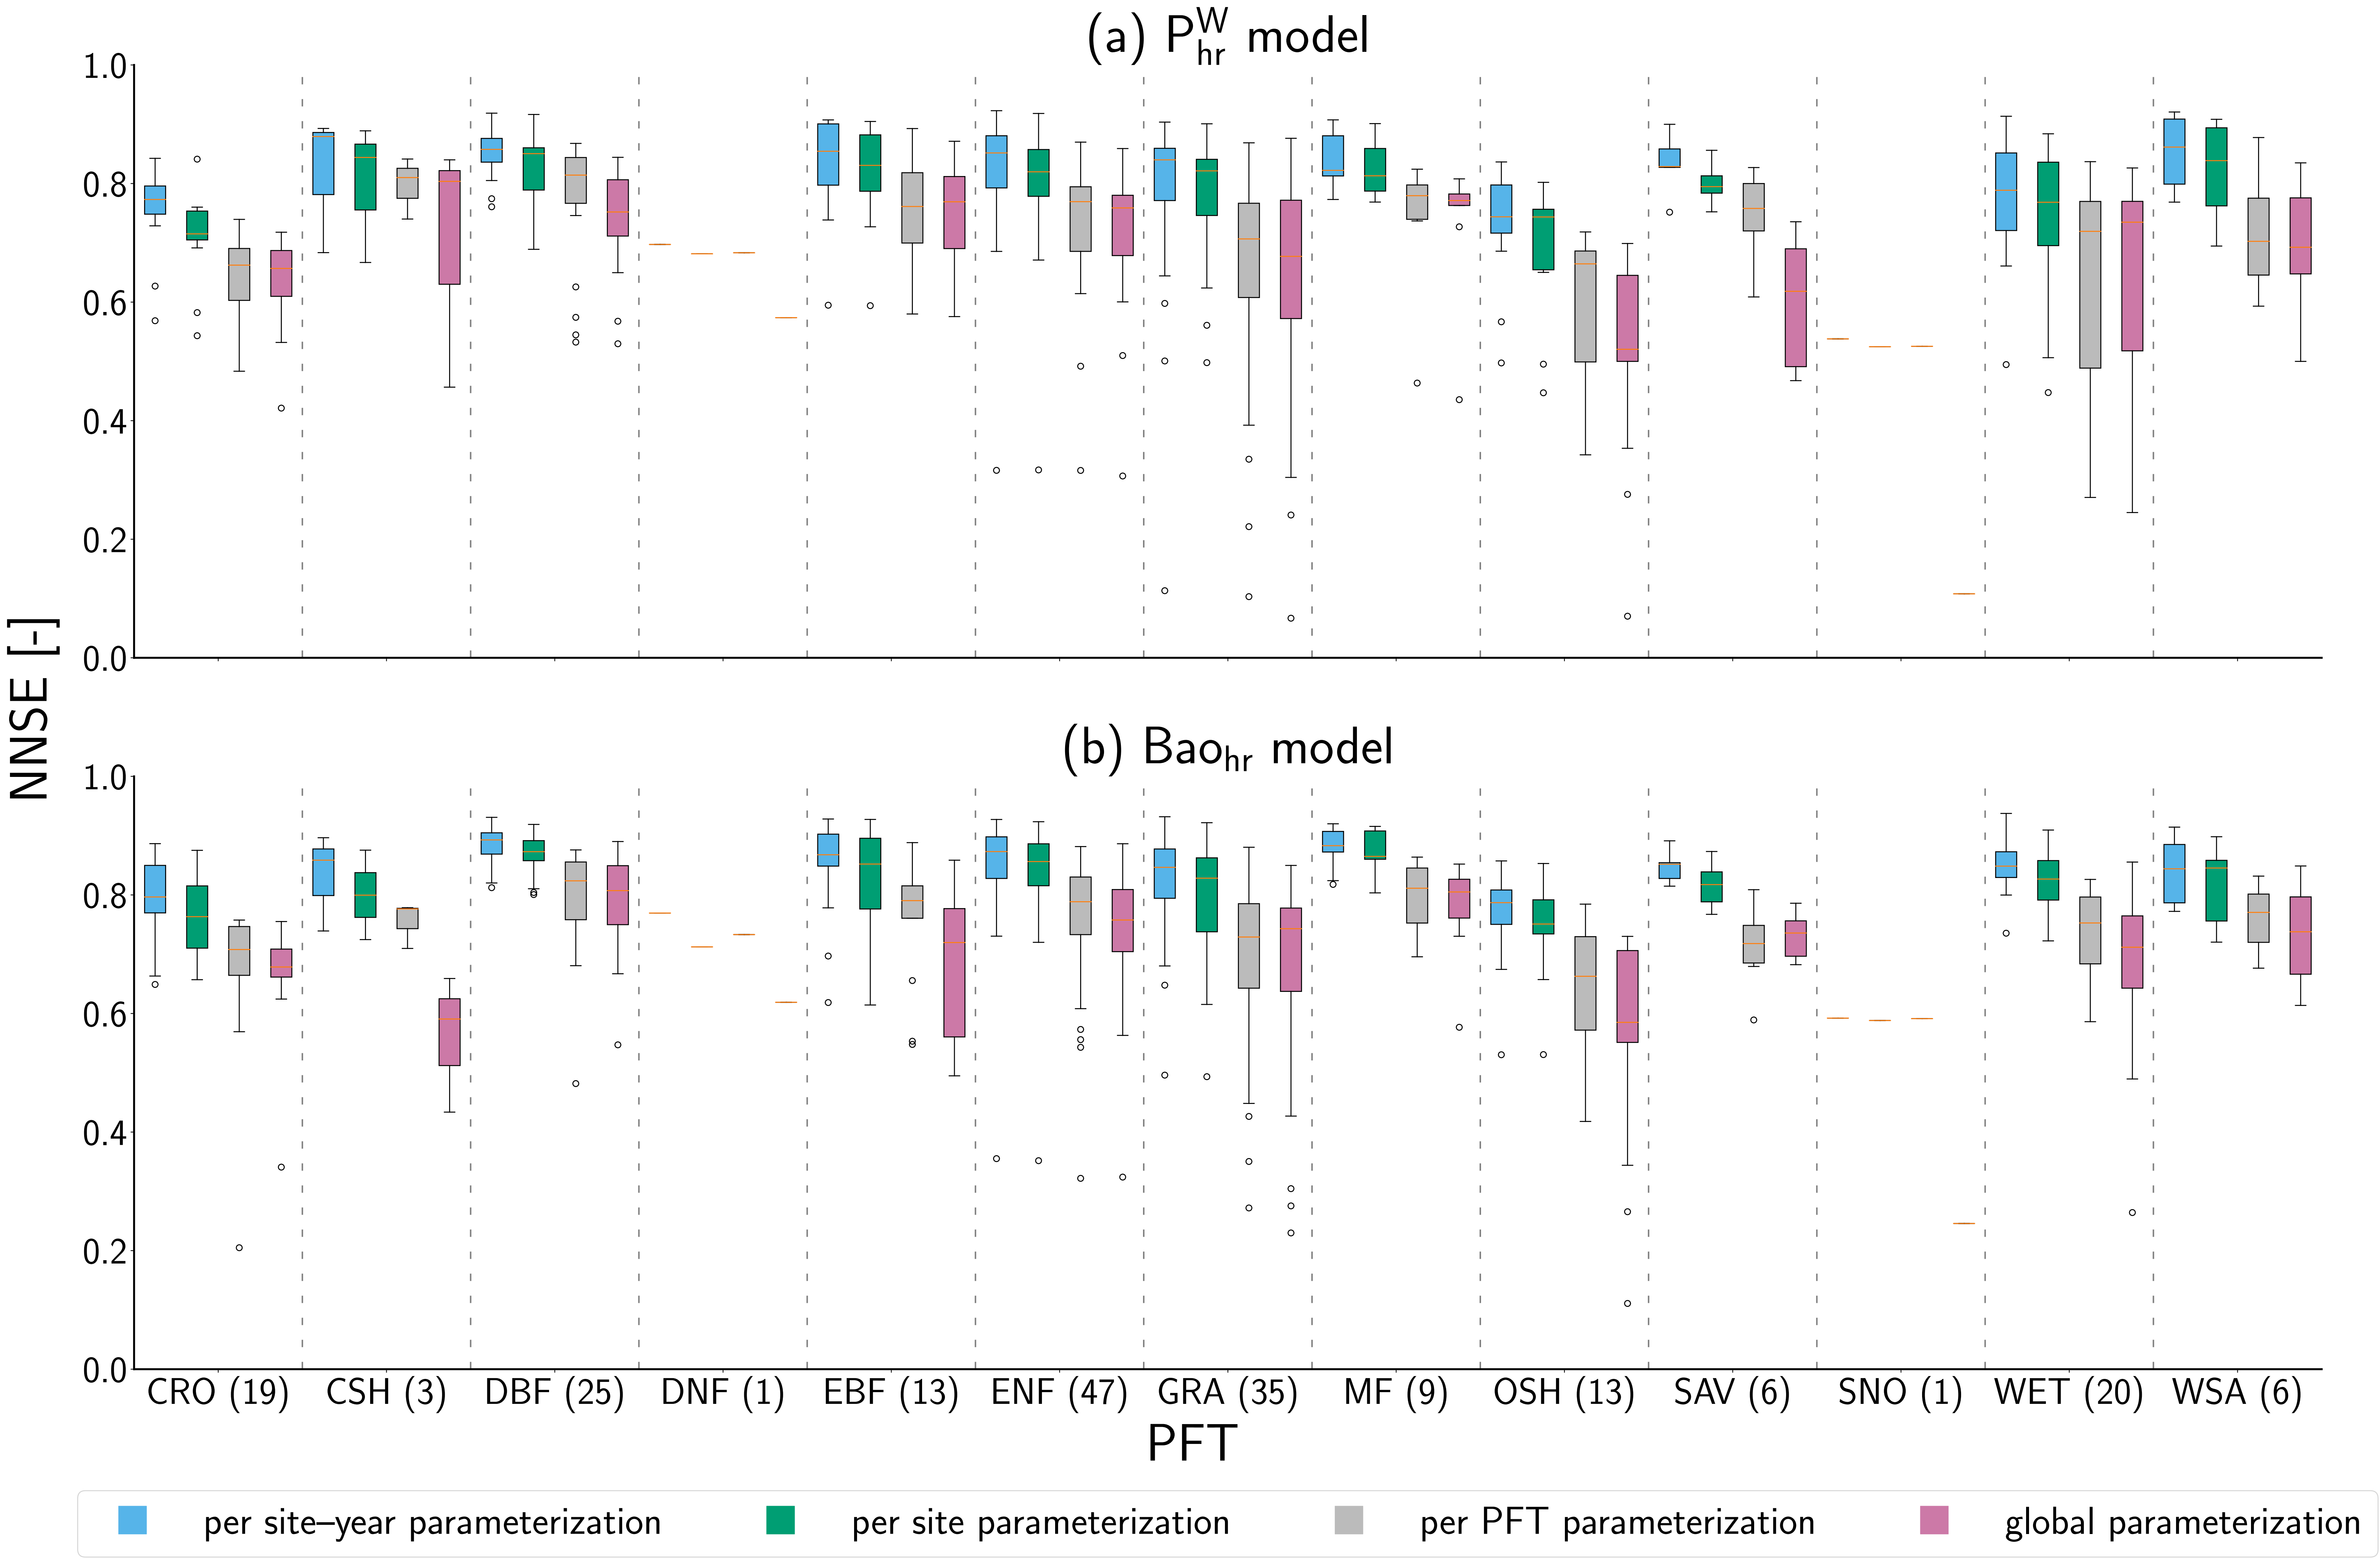 (a) P^W_hr model
1.0
0.8
0.6
0.4
0.2
0.0
NNSE [-]
(b) Bao_hr model
1.0
0.8
0.6
0.4
0.2
0.0
CRO (19) CSH (3) DBF (25) DNF (1) EBF (13) ENF (47) GRA (35) MF (9) OSH (13) SAV (6) SNO (1) WET (20) WSA (6)
PFT
per site–year parameterization per site parameterization per PFT parameterization global parameterization